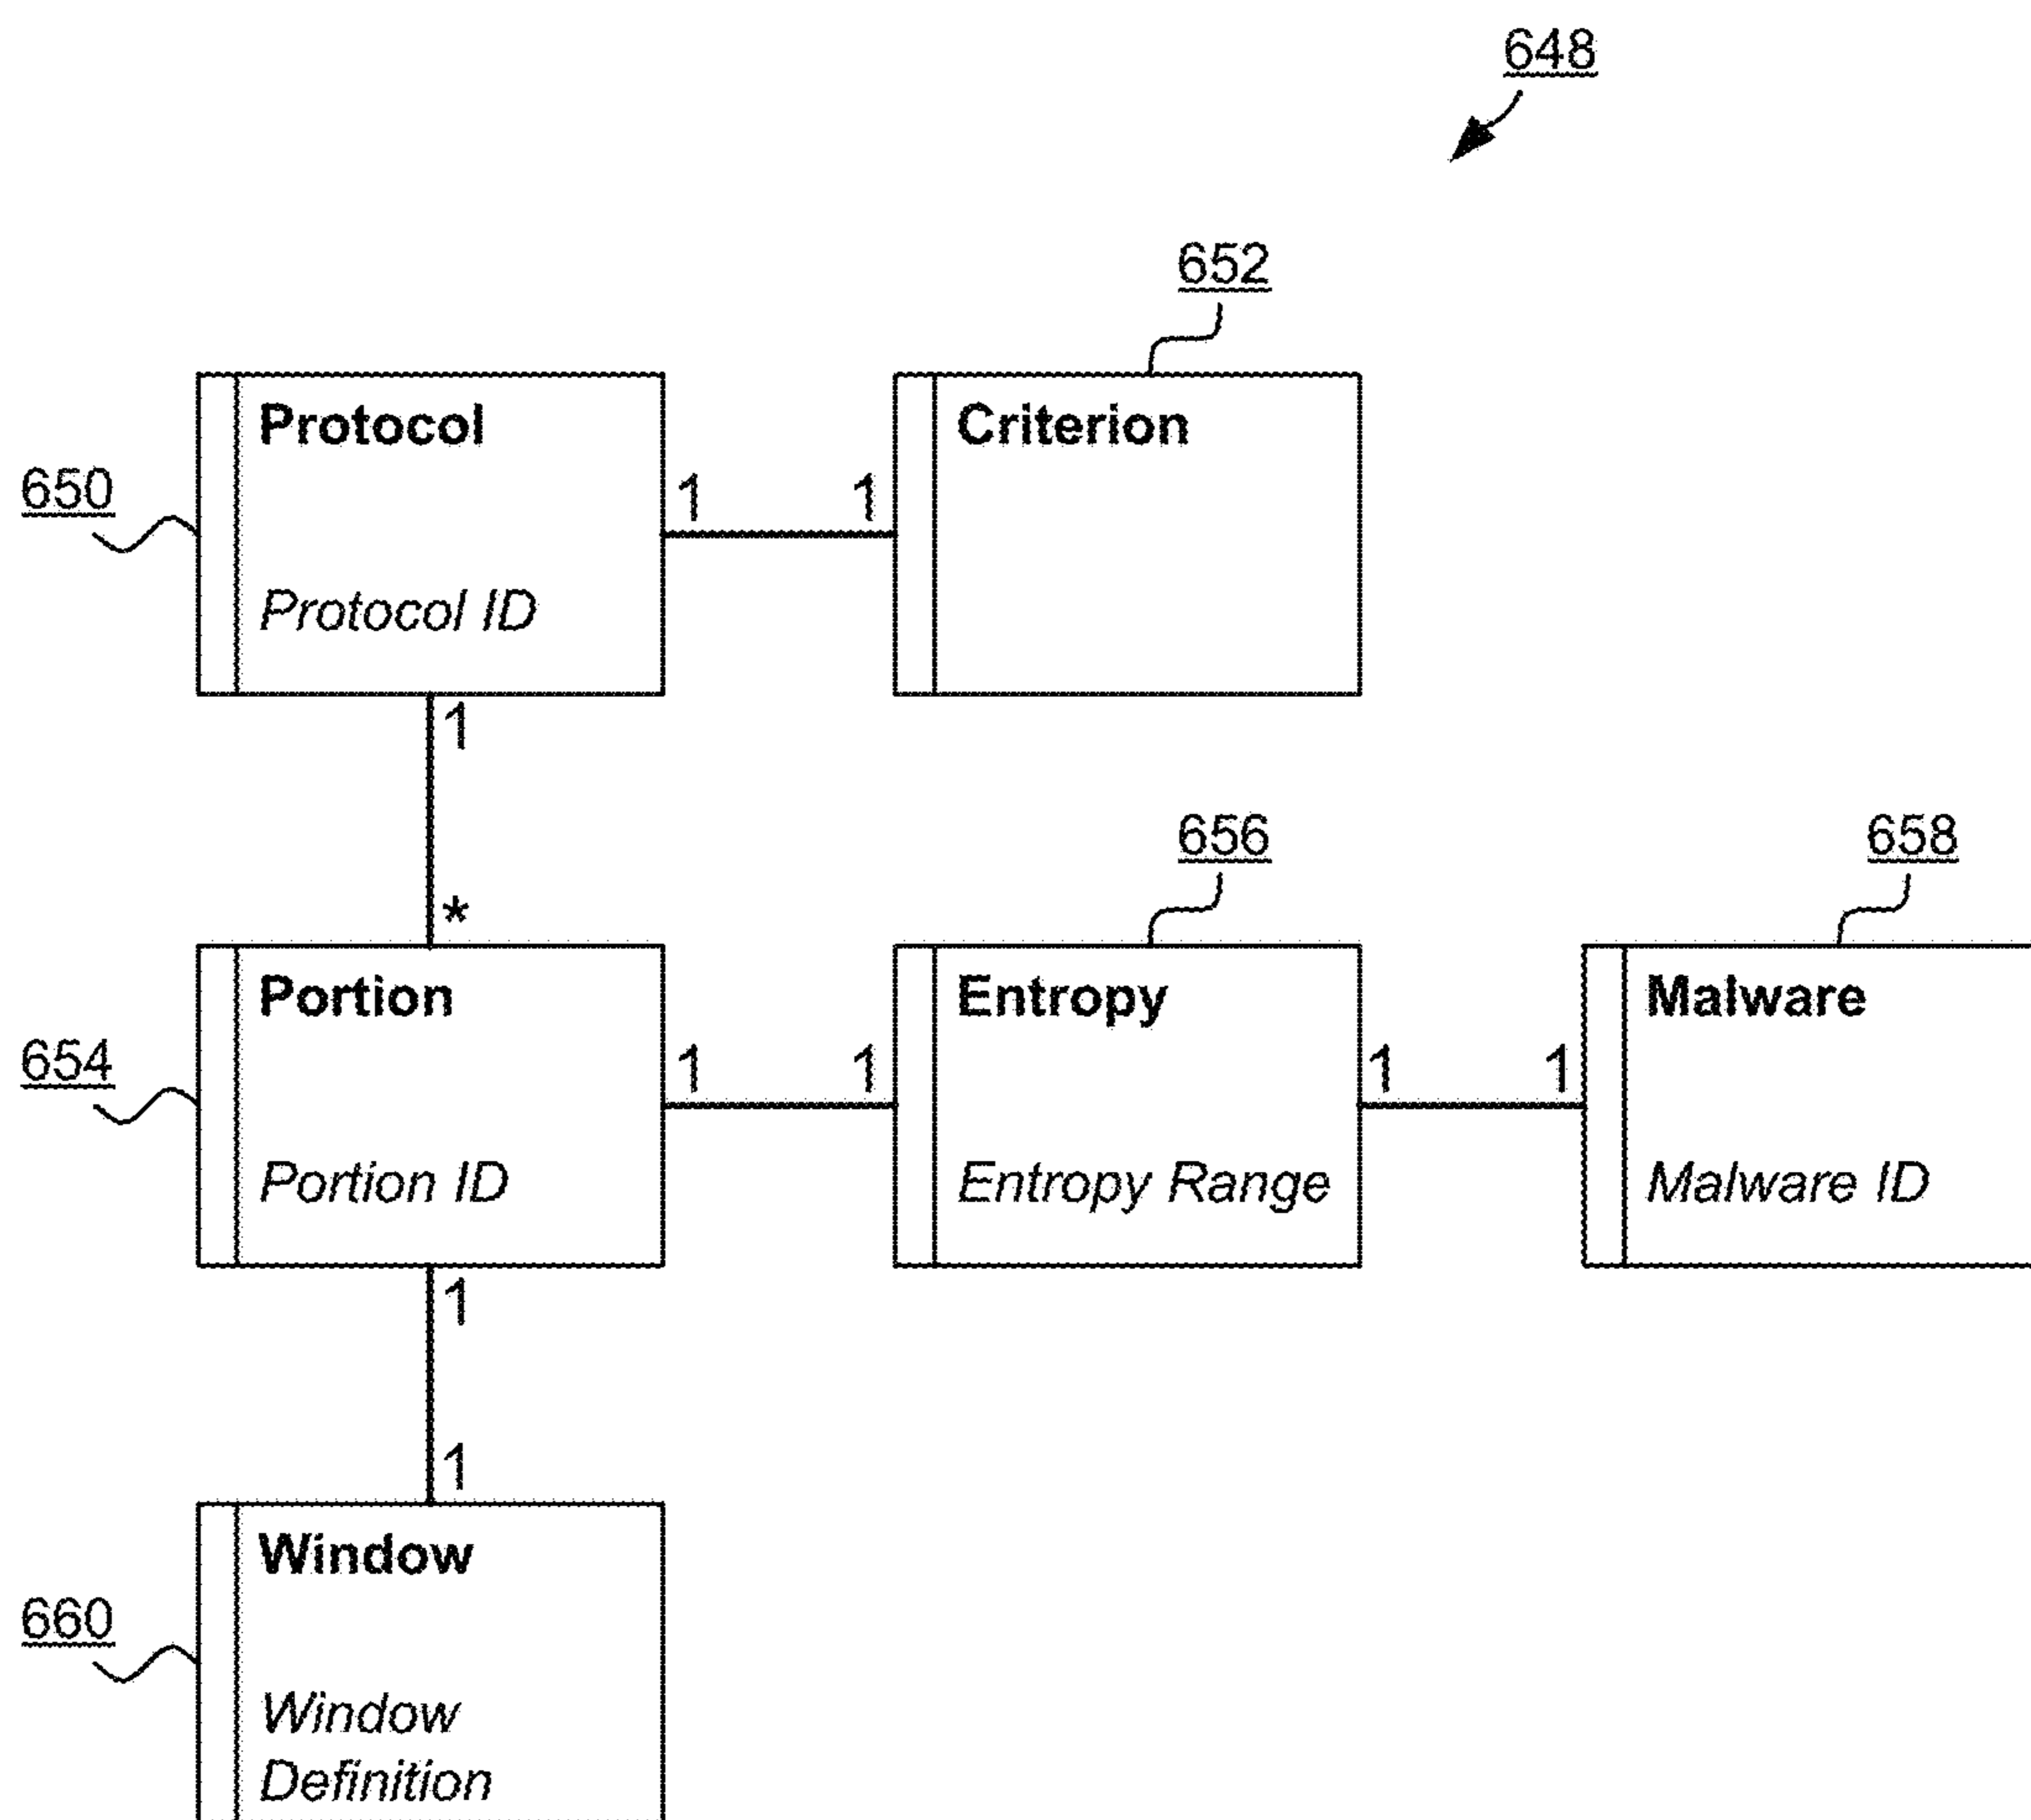 648
652
Protocol
Criterion
650
1 1
Protocol ID
1
656
658
*
Portion
Entropy
Malware
654
1 1
1 1
Portion ID
Entropy Range
Malware ID
1
1
Window
660
Window
Definition